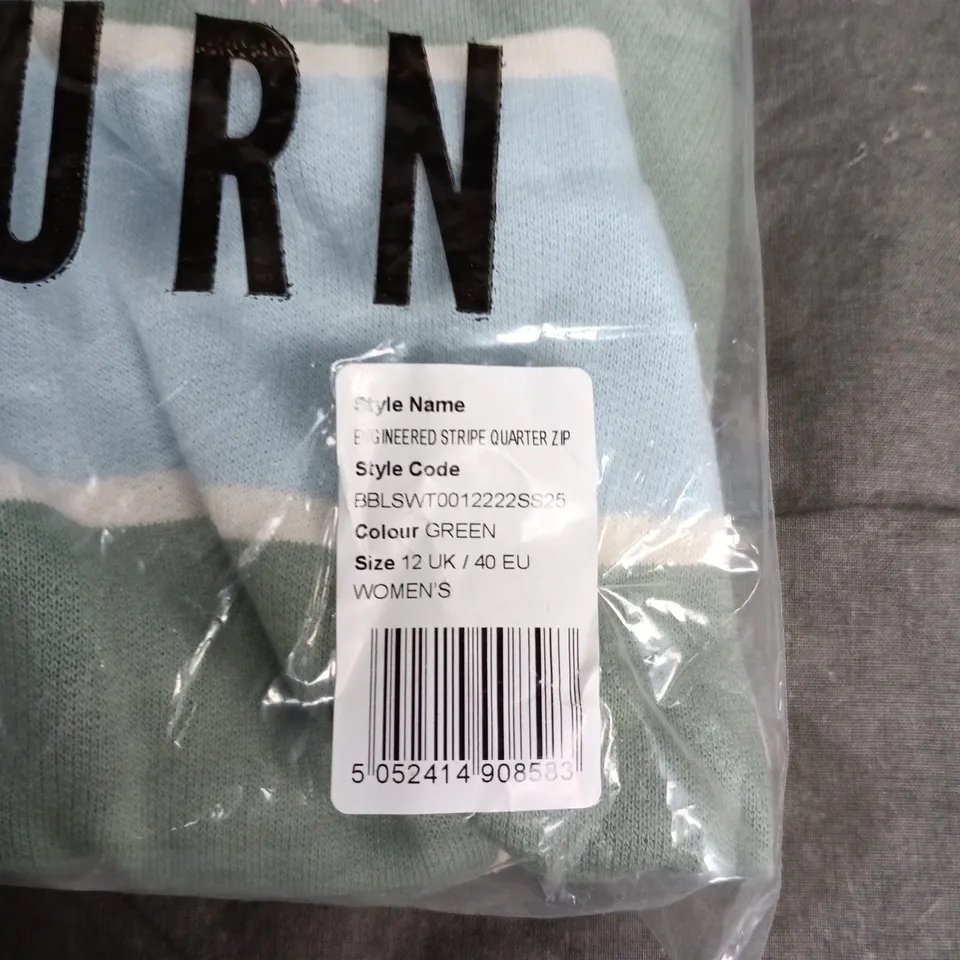 URN
Style Name
ENGINEERED STRIPE QUARTER ZIP
Style Code
BBLSWT0012222SS25
Colour GREEN
Size 12 UK / 40 EU
WOMEN'S
5 052414 908583